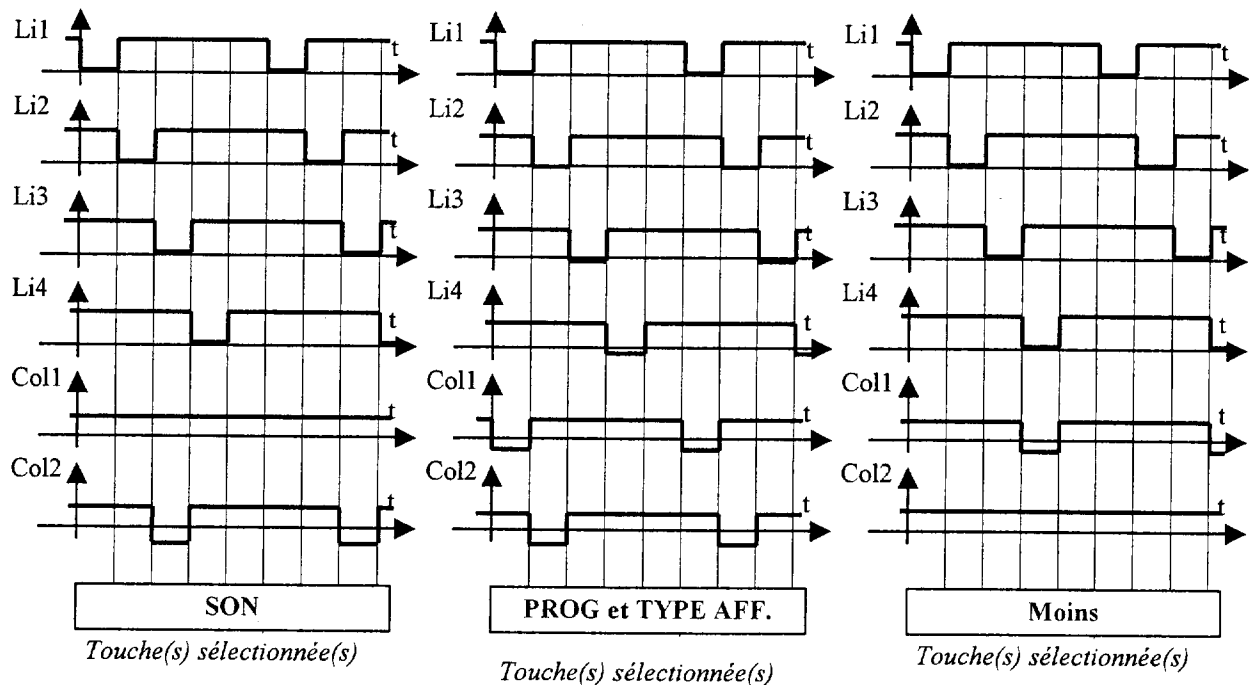 Li1 t
Li2
Li3 t
Li4 t
Col1 t
Col2 t
SON
Touche(s) sélectionnée(s)
Li1 t
Li2 t
Li3 t
Li4 t
Col1 t
Col2 t
PROG et TYPE AFF.
Touche(s) sélectionnée(s)
Li1 t
Li2 t
Li3 t
Li4 t
Col1 t
Col2 t
Moins
Touche(s) sélectionnée(s)